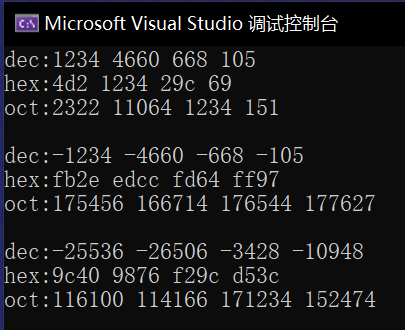 Microsoft Visual Studio 调试控制台
dec:1234 4660 668 105
hex:4d2 1234 29c 69
oct:2322 11064 1234 151
dec:-1234 -4660 -668 -105
hex:fb2e edcc fd64 ff97
oct:175456 166714 176544 177627
dec:-25536 -26506 -3428 -10948
hex:9c40 9876 f29c d53c
oct:116100 114166 171234 152474